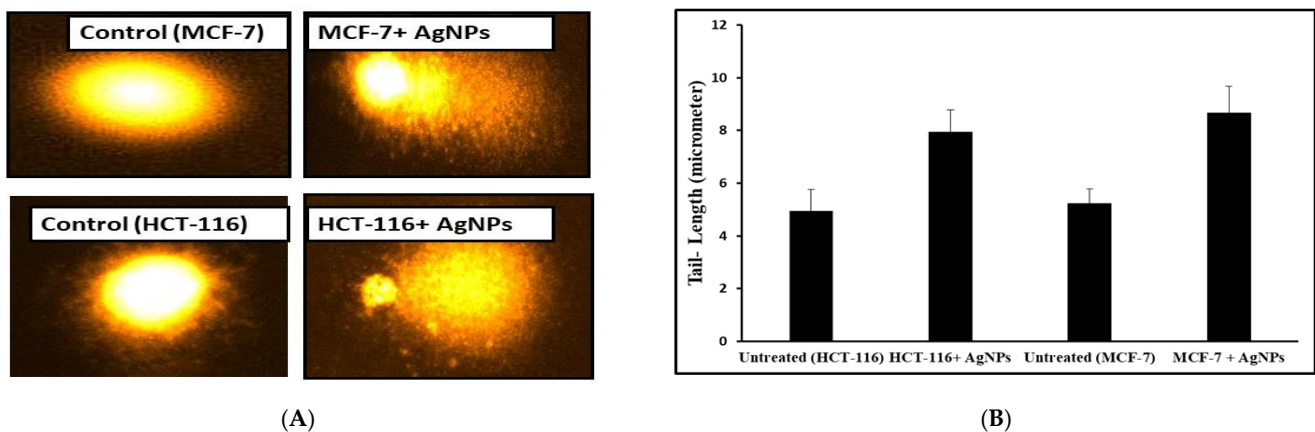 Control (MCF-7)
MCF-7+ AgNPs
Control (HCT-116)
HCT-116+ AgNPs
(A)
Tail- Length (micrometer)
12
10
8
6
4
2
0
Untreated (HCT-116) HCT-116+ AgNPs Untreated (MCF-7) MCF-7 + AgNPs
(B)